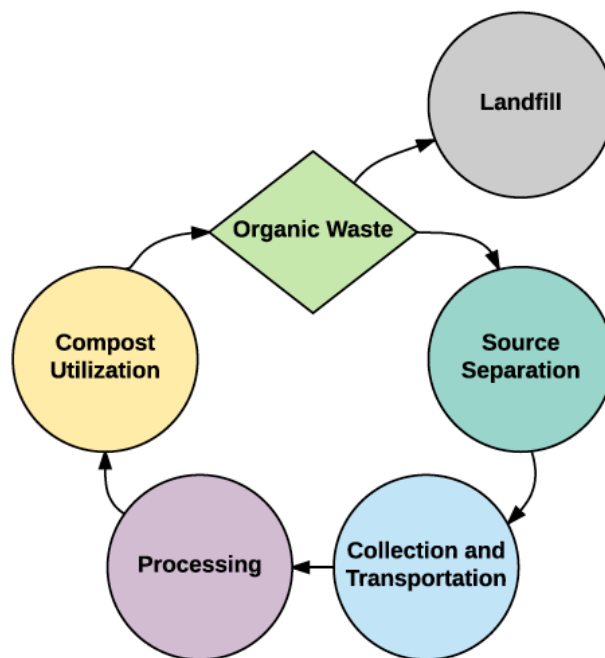 Landfill
Organic Waste
Compost
Utilization
Source
Separation
Processing
Collection and
Transportation